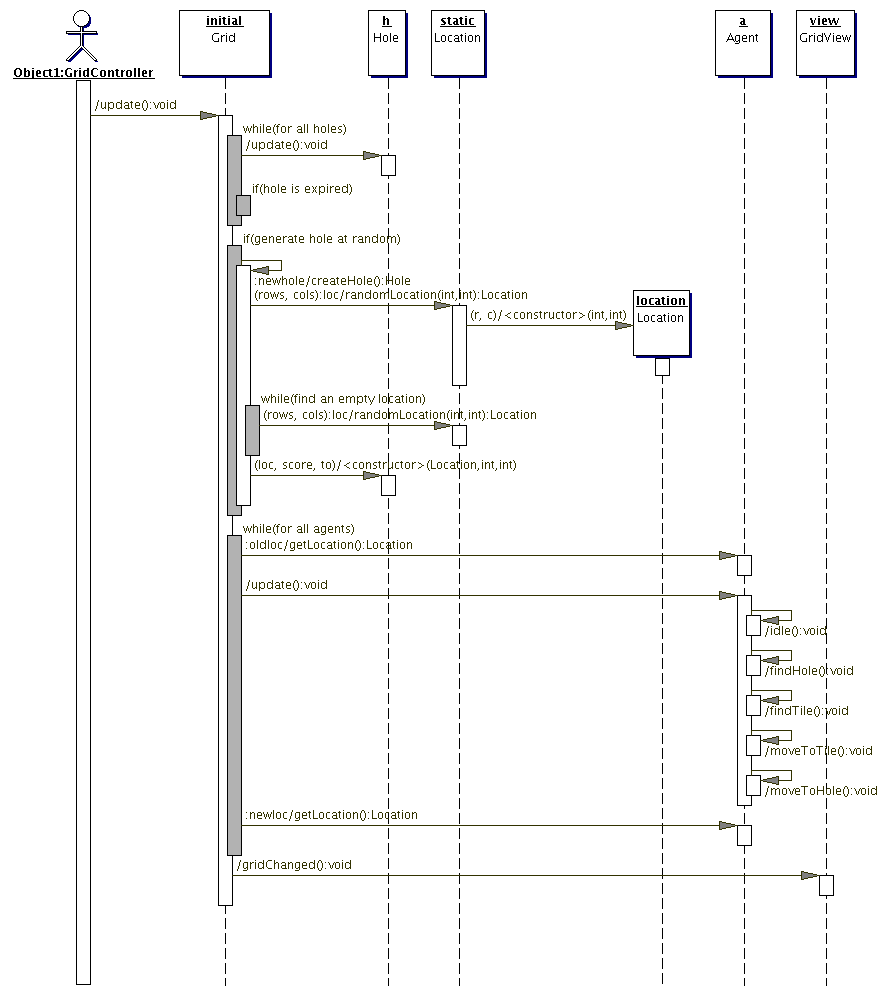 initial
Grid
h
Hole
static
Location
a
Agent
view
GridView
Object1:GridController
/update():void
while(for all holes)
/update():void
if(hole is expired)
if(generate hole at random)
:newhole/createHole():Hole
(rows, cols):loc/randomLocation(int,int):Location
location
Location
(r, c)/<constructor>(int,int)
while(find an empty location)
(rows, cols):loc/randomLocation(int,int):Location
(loc, score, to)/<constructor>(Location,int,int)
while(for all agents)
:oldloc/getLocation():Location
/update():void
/idle():void
/findHole():void
/findTile():void
/moveToTile():void
/moveToHole():void
:newloc/getLocation():Location
/gridChanged():void